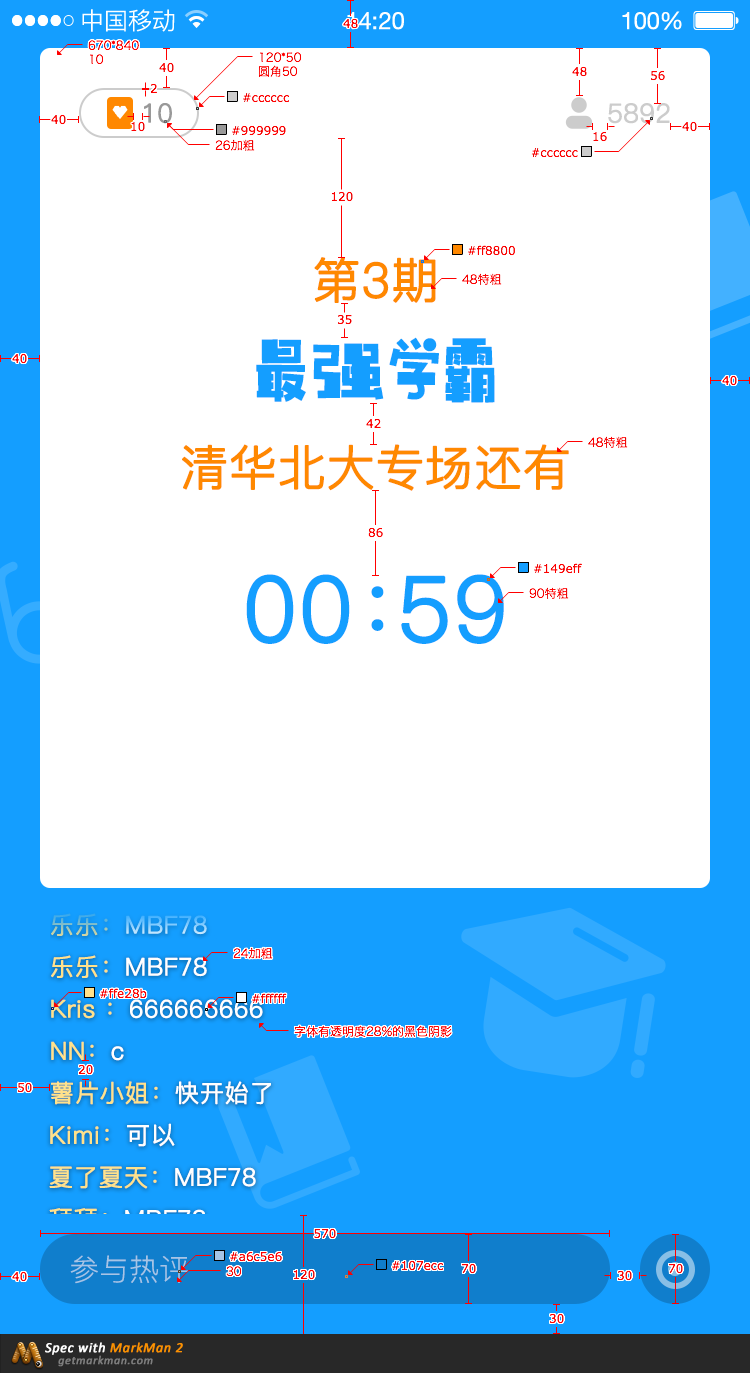 中国移动 14:20 100%
48
670*840
10
40
120*50
圆角50
2
#cccccc
10
10
40
#999999
26加粗
48
56
5892
16
40
#cccccc
120
#ff8800
第3期
48特粗
35
40
最强学霸
40
42
48特粗
清华北大专场还有
86
#149eff
00:59
90特粗
乐乐：MBF78
24加粗
乐乐：MBF78
#ffe28b
#ffffff
Kris：666666666
字体有透明度28%的黑色阴影
NN：c
20
50
薯片小姐：快开始了
Kimi：可以
夏了夏天：MBF78
拜拜：MBF78
570
#a6c5e6
参与热评
30
120
#107ecc
70
30
70
40
30
Spec with MarkMan 2
getmarkman.com